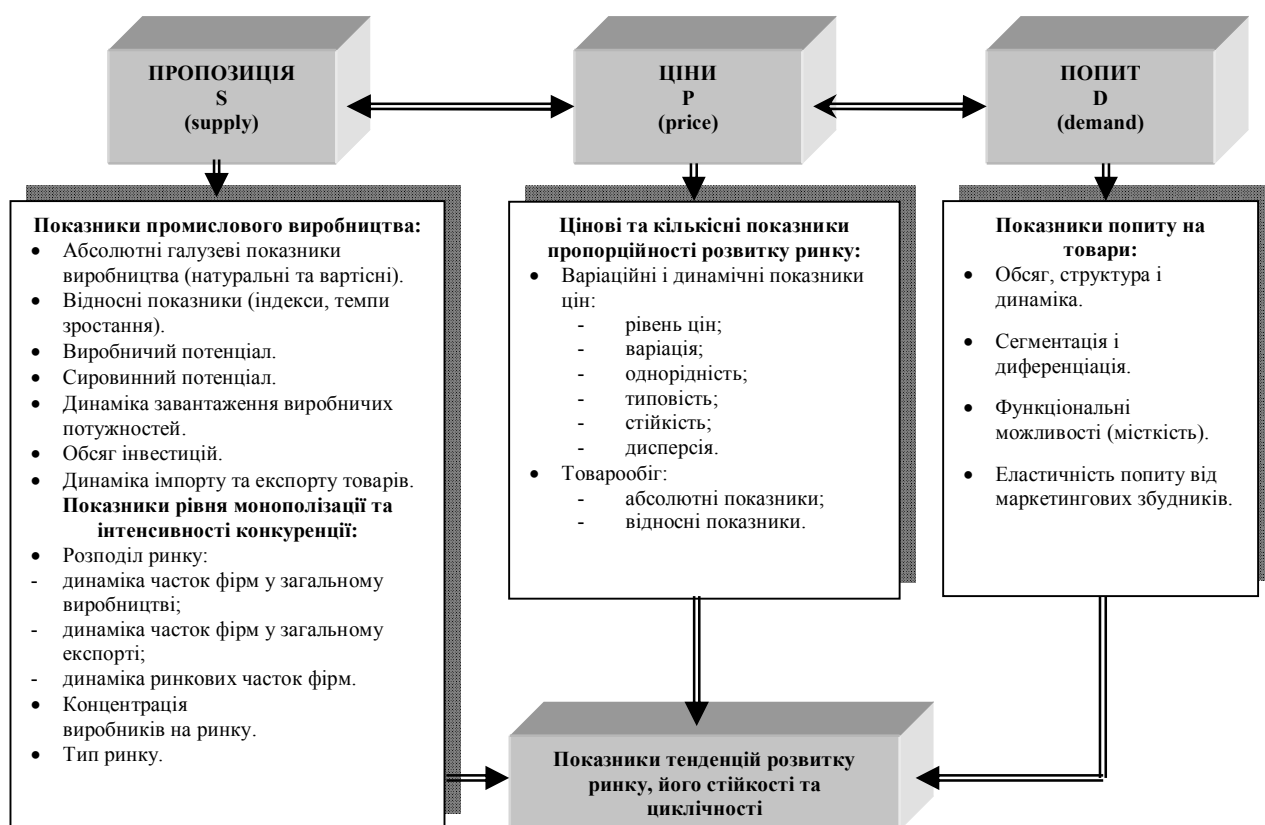 ПРОПОЗИЦІЯ
S
(supply)
ЦІНИ
P
(price)
ПОПИТ
D
(demand)
Показники промислового виробництва:
• Абсолютні галузеві показники
виробництва (натуральні та вартісні).
• Відносні показники (індекси, темпи
зростання).
• Виробничий потенціал.
• Сировинний потенціал.
• Динаміка завантаження виробничих
потужностей.
• Обсяг інвестицій.
• Динаміка імпорту та експорту товарів.
Показники рівня монополізації та
інтенсивності конкуренції:
• Розподіл ринку:
- динаміка часток фірм у загальному
виробництві;
- динаміка часток фірм у загальному
експорті;
- динаміка ринкових часток фірм.
• Концентрація
виробників на ринку.
• Тип ринку.
Цінові та кількісні показники
пропорційності розвитку ринку:
• Варіаційні і динамічні показники
цін:
- рівень цін;
- варіація;
- однорідність;
- типовість;
- стійкість;
- дисперсія.
• Товарообіг:
- абсолютні показники;
- відносні показники.
Показники попиту на
товари:
• Обсяг, структура і
динаміка.
• Сегментація і
диференціація.
• Функціональні
можливості (місткість).
• Еластичність попиту від
маркетингових збудників.
Показники тенденцій розвитку
ринку, його стійкості та
циклічності